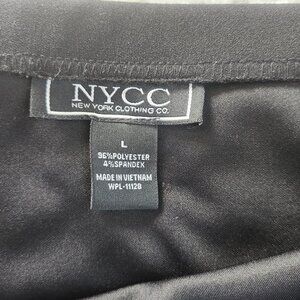 NYCC
NEW YORK CLOTHING CO.
L
96%POLYESTER
4%SPANDEX
MADE IN VIETNAM
WPL-11128